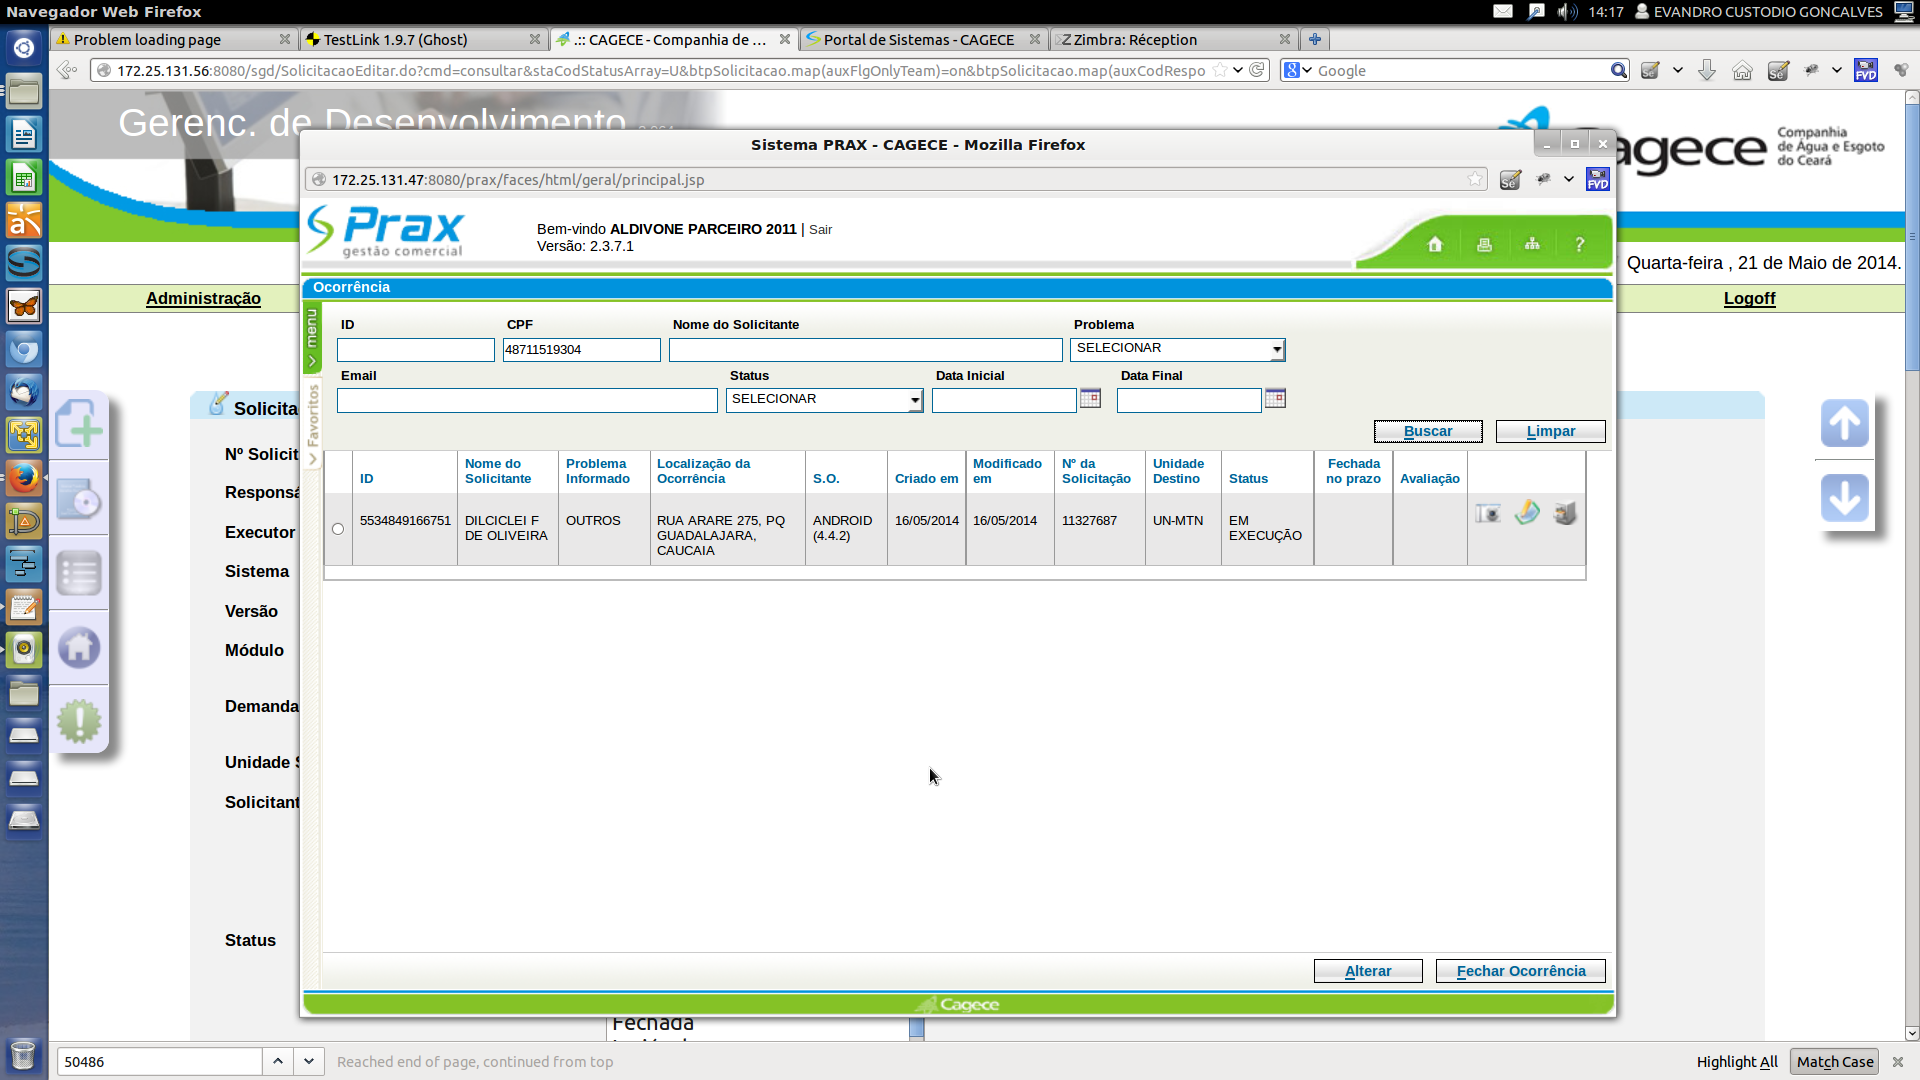 Navegador Web Firefox
14:17 EVANDRO CUSTODIO GONCALVES
Problem loading page
TestLink 1.9.7 (Ghost)
.:: CAGECE - Companhia de ...
Portal de Sistemas - CAGECE
Zimbra: Réception
172.25.131.56:8080/sgd/SolicitacaoEditar.do?cmd=consultar&staCodStatusArray=U&btpSolicitacao.map(auxFlgOnlyTeam)=on&btpSolicitacao.map(auxCodRespo
Google
Gerenc. de Desenvolvimento
agece
Companhia
de Água e Esgoto
do Ceará
Quarta-feira , 21 de Maio de 2014.
Administração
Logoff
Solicita
Nº Solicit
Responsá
Executor
Sistema
Versão
Módulo
Demanda
Unidade S
Solicitant
Status
Sistema PRAX - CAGECE - Mozilla Firefox
172.25.131.47:8080/prax/faces/html/geral/principal.jsp
Prax
gestão comercial
Bem-vindo ALDIVONE PARCEIRO 2011 | Sair
Versão: 2.3.7.1
?
Ocorrência
menu
Favoritos
ID
CPF
Nome do Solicitante
Problema
48711519304
SELECIONAR
Email
Status
Data Inicial
Data Final
SELECIONAR
Buscar
Limpar
ID
Nome do Solicitante
Problema Informado
Localização da Ocorrência
S.O.
Criado em
Modificado em
Nº da Solicitação
Unidade Destino
Status
Fechada no prazo
Avaliação
5534849166751
DILCICLEI F DE OLIVEIRA
OUTROS
RUA ARARE 275, PQ GUADALAJARA, CAUCAIA
ANDROID (4.4.2)
16/05/2014
16/05/2014
11327687
UN-MTN
EM EXECUÇÃO
Alterar
Fechar Ocorrência
Cagece
Fechada
50486
Reached end of page, continued from top
Highlight All
Match Case